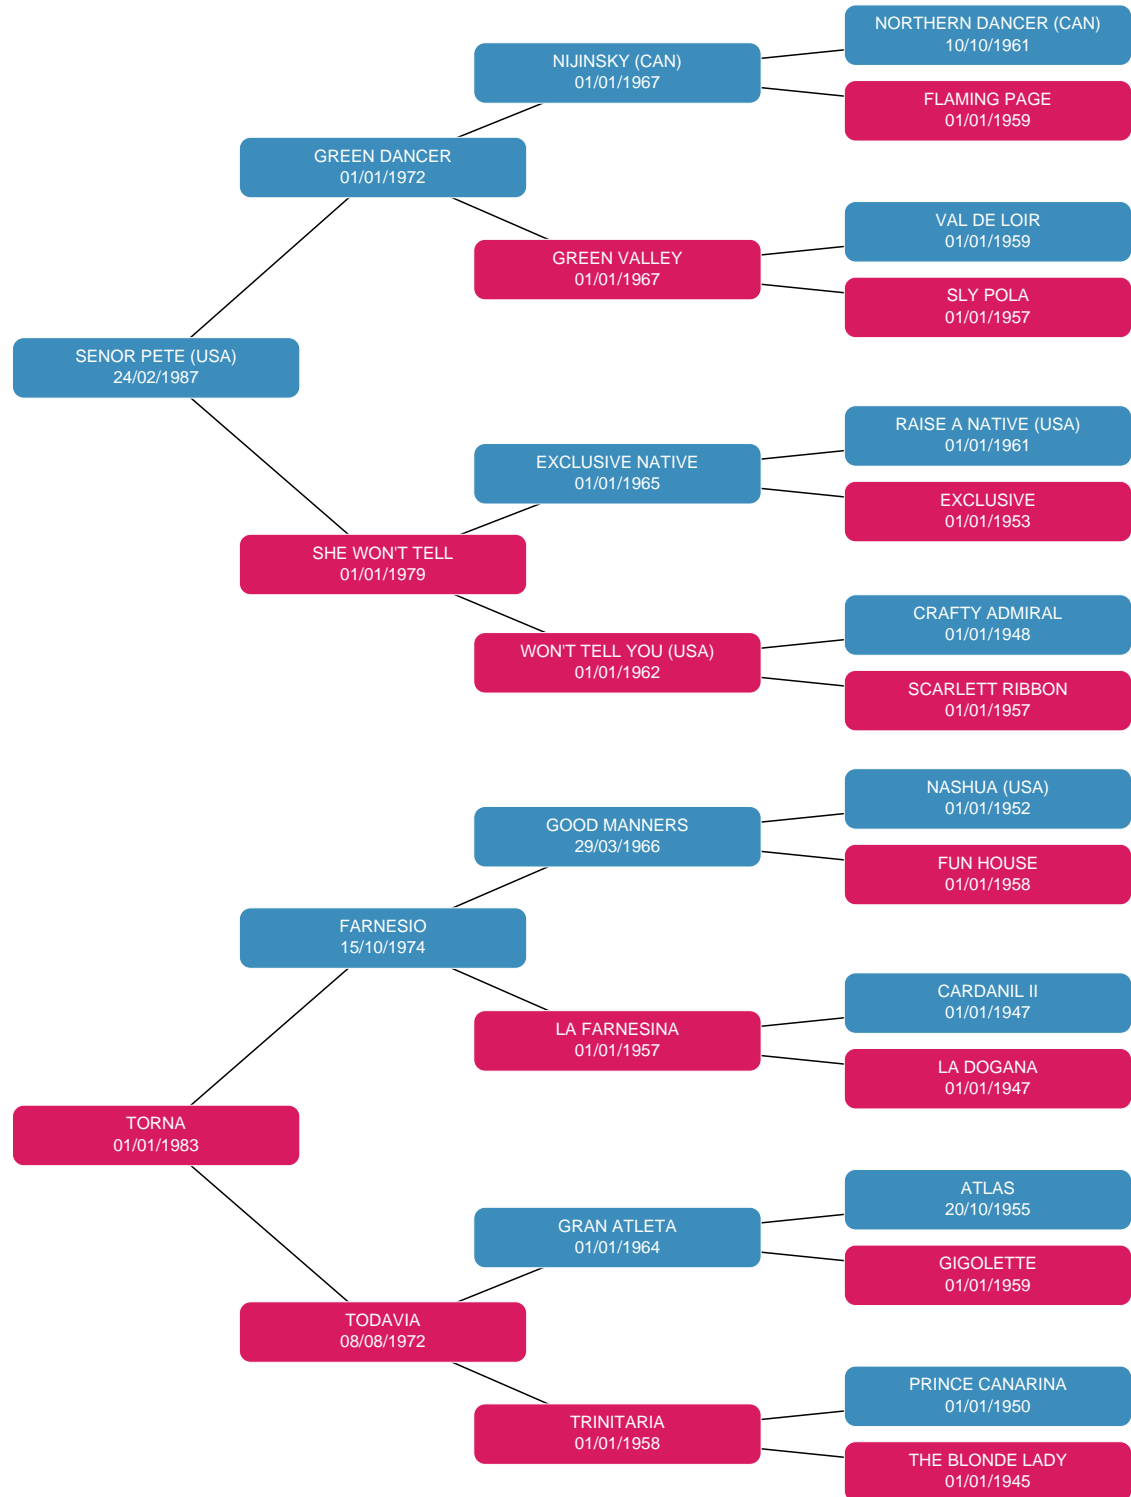 NORTHERN DANCER (CAN)
10/10/1961
NIJINSKY (CAN)
01/01/1967
FLAMING PAGE
01/01/1959
GREEN DANCER
01/01/1972
VAL DE LOIR
01/01/1959
GREEN VALLEY
01/01/1967
SLY POLA
01/01/1957
SENOR PETE (USA)
24/02/1987
RAISE A NATIVE (USA)
01/01/1961
EXCLUSIVE NATIVE
01/01/1965
EXCLUSIVE
01/01/1953
SHE WON'T TELL
01/01/1979
CRAFTY ADMIRAL
01/01/1948
WON'T TELL YOU (USA)
01/01/1962
SCARLETT RIBBON
01/01/1957
NASHUA (USA)
01/01/1952
GOOD MANNERS
29/03/1966
FUN HOUSE
01/01/1958
FARNESIO
15/10/1974
CARDANIL II
01/01/1947
LA FARNESINA
01/01/1957
LA DOGANA
01/01/1947
TORNA
01/01/1983
ATLAS
20/10/1955
GRAN ATLETA
01/01/1964
GIGOLETTE
01/01/1959
TODAVIA
08/08/1972
PRINCE CANARINA
01/01/1950
TRINITARIA
01/01/1958
THE BLONDE LADY
01/01/1945